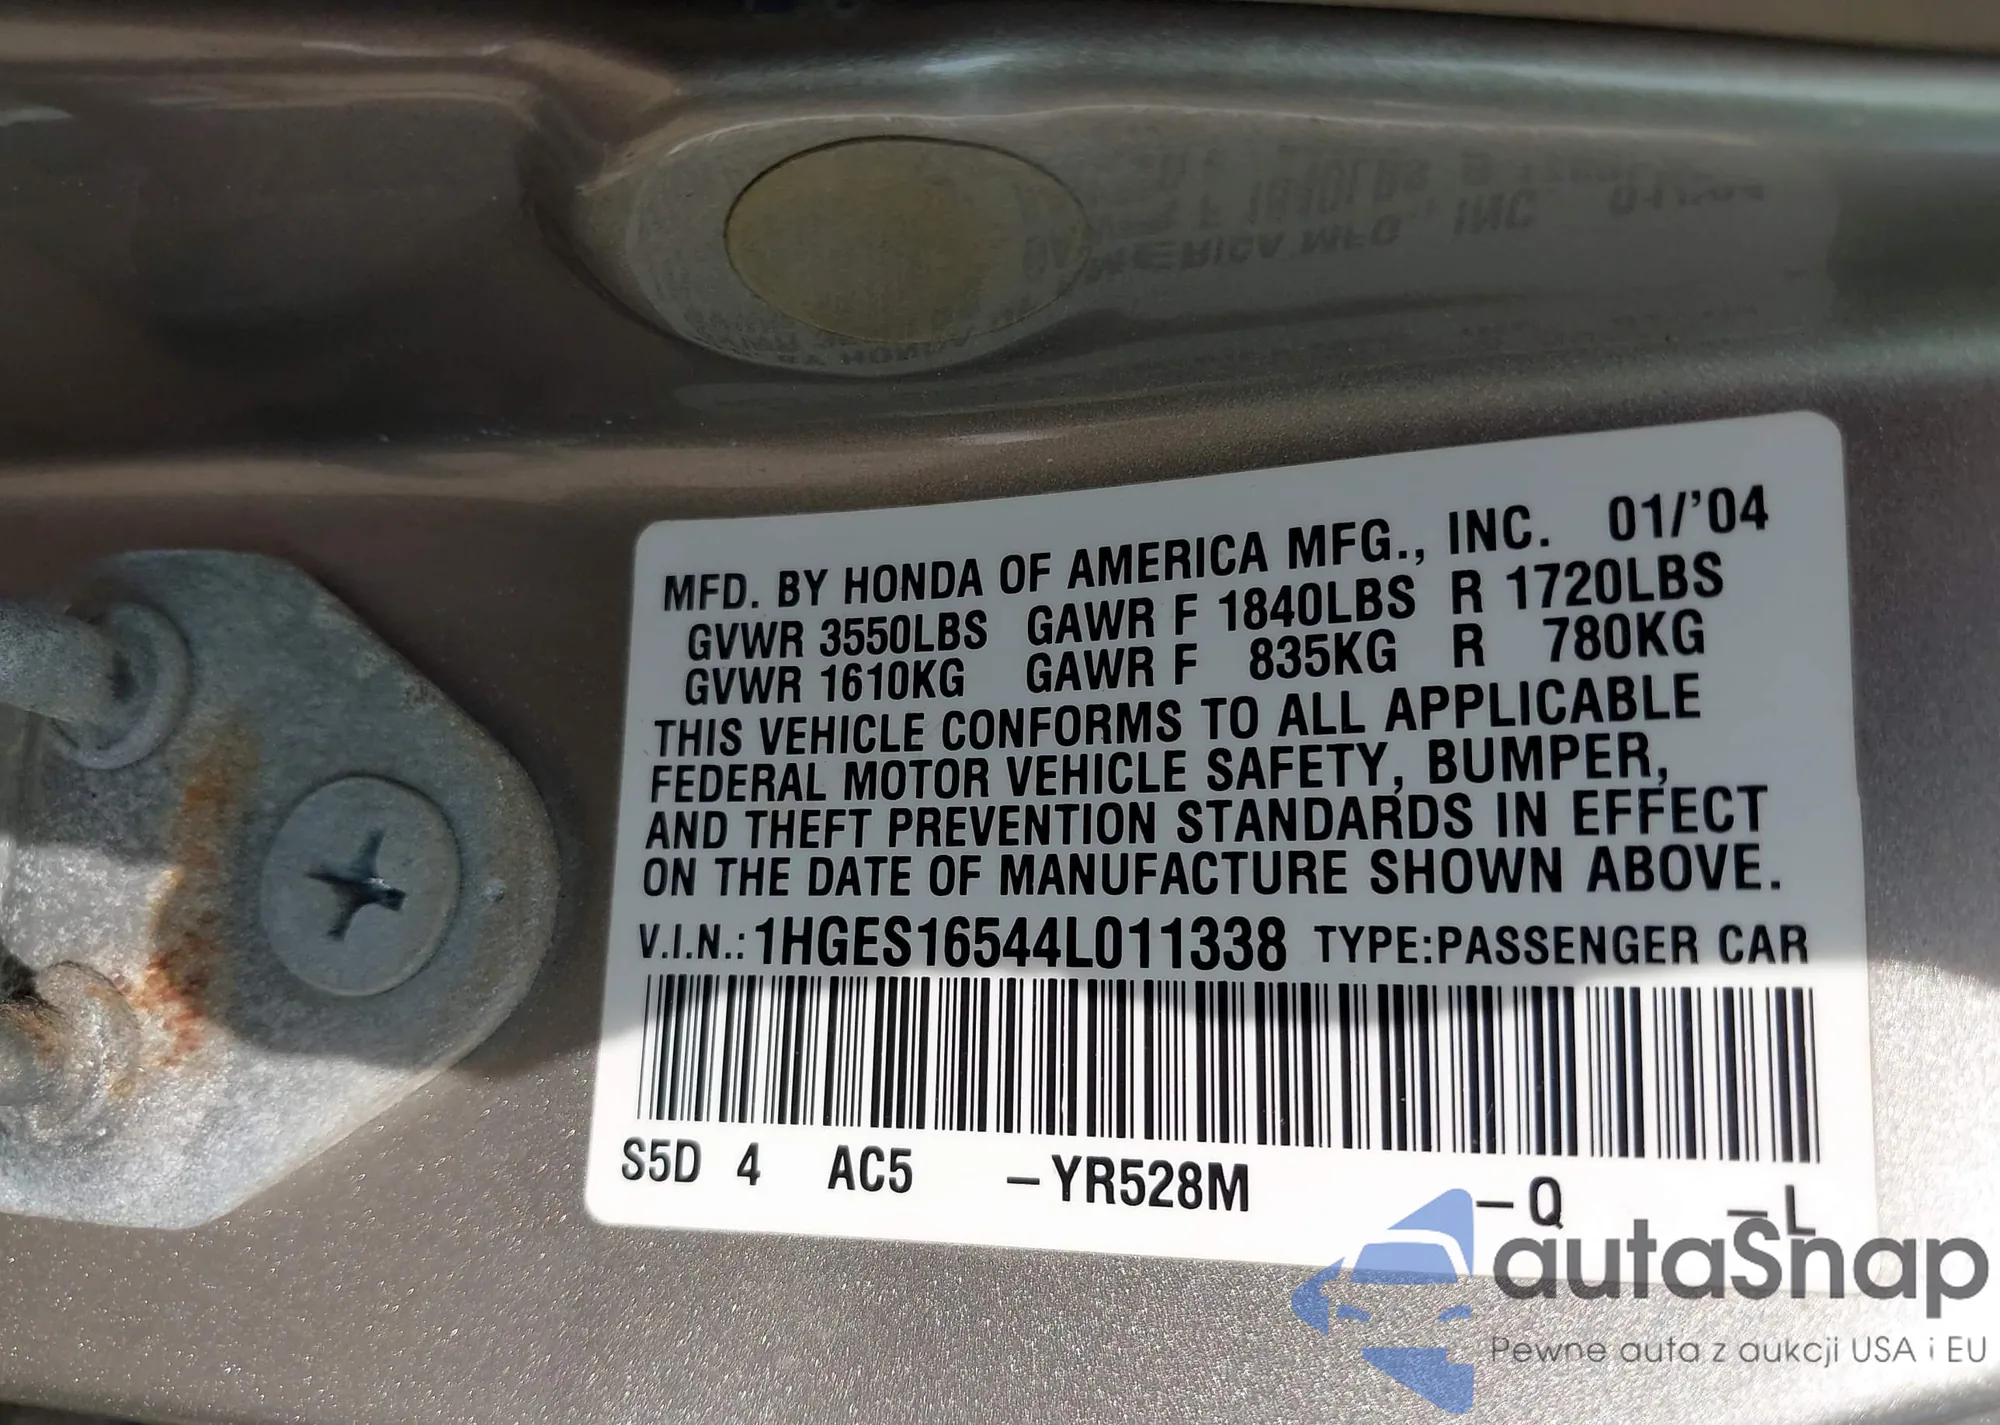 MFD. BY HONDA OF AMERICA MFG., INC. 01/'04
GVWR 3550LBS GAWR F 1840LBS R 1720LBS
GVWR 1610KG GAWR F 835KG R 780KG
THIS VEHICLE CONFORMS TO ALL APPLICABLE
FEDERAL MOTOR VEHICLE SAFETY, BUMPER,
AND THEFT PREVENTION STANDARDS IN EFFECT
ON THE DATE OF MANUFACTURE SHOWN ABOVE.
V.I.N.: 1HGES16544L011338 TYPE:PASSENGER CAR
S5D 4 AC5 –YR528M –Q –L
autaSnap
Pewne auta z aukcji USA i EU